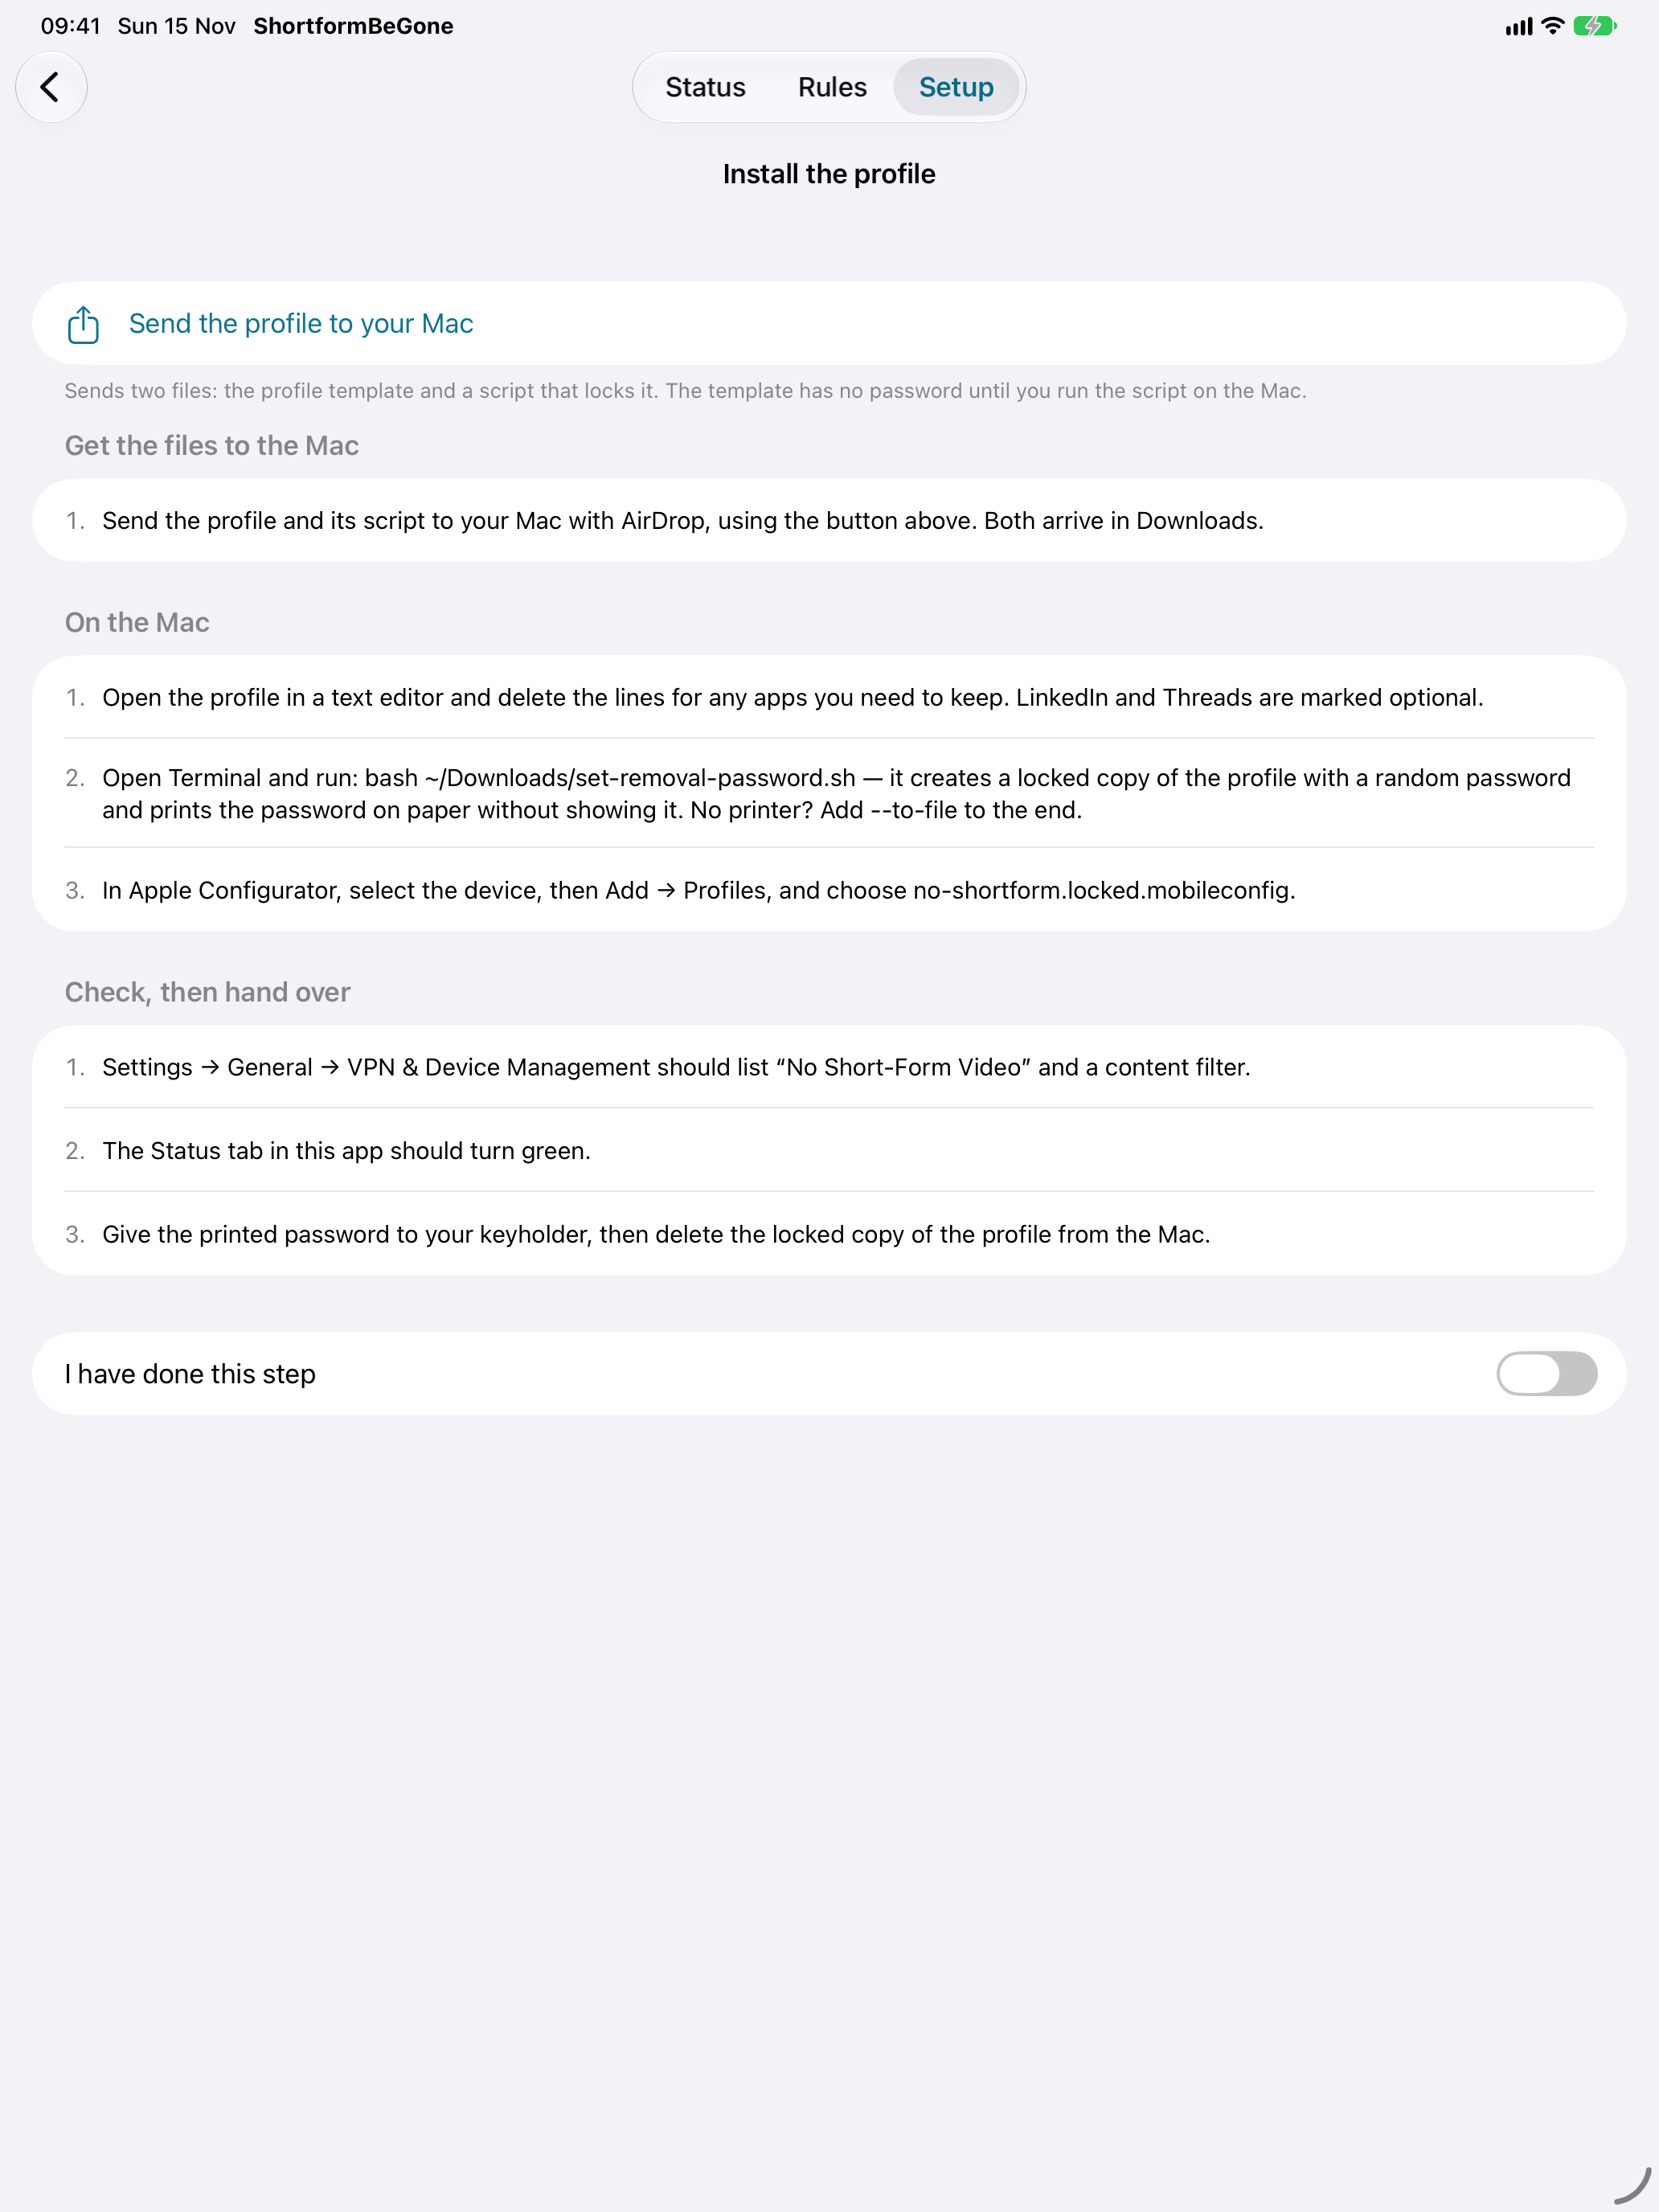 09:41 Sun 15 Nov ShortformBeGone
Status Rules Setup
Install the profile
Send the profile to your Mac
Sends two files: the profile template and a script that locks it. The template has no password until you run the script on the Mac.
Get the files to the Mac
1. Send the profile and its script to your Mac with AirDrop, using the button above. Both arrive in Downloads.
On the Mac
1. Open the profile in a text editor and delete the lines for any apps you need to keep. LinkedIn and Threads are marked optional.
2. Open Terminal and run: bash ~/Downloads/set-removal-password.sh — it creates a locked copy of the profile with a random password
and prints the password on paper without showing it. No printer? Add --to-file to the end.
3. In Apple Configurator, select the device, then Add → Profiles, and choose no-shortform.locked.mobileconfig.
Check, then hand over
1. Settings → General → VPN & Device Management should list “No Short-Form Video” and a content filter.
2. The Status tab in this app should turn green.
3. Give the printed password to your keyholder, then delete the locked copy of the profile from the Mac.
I have done this step